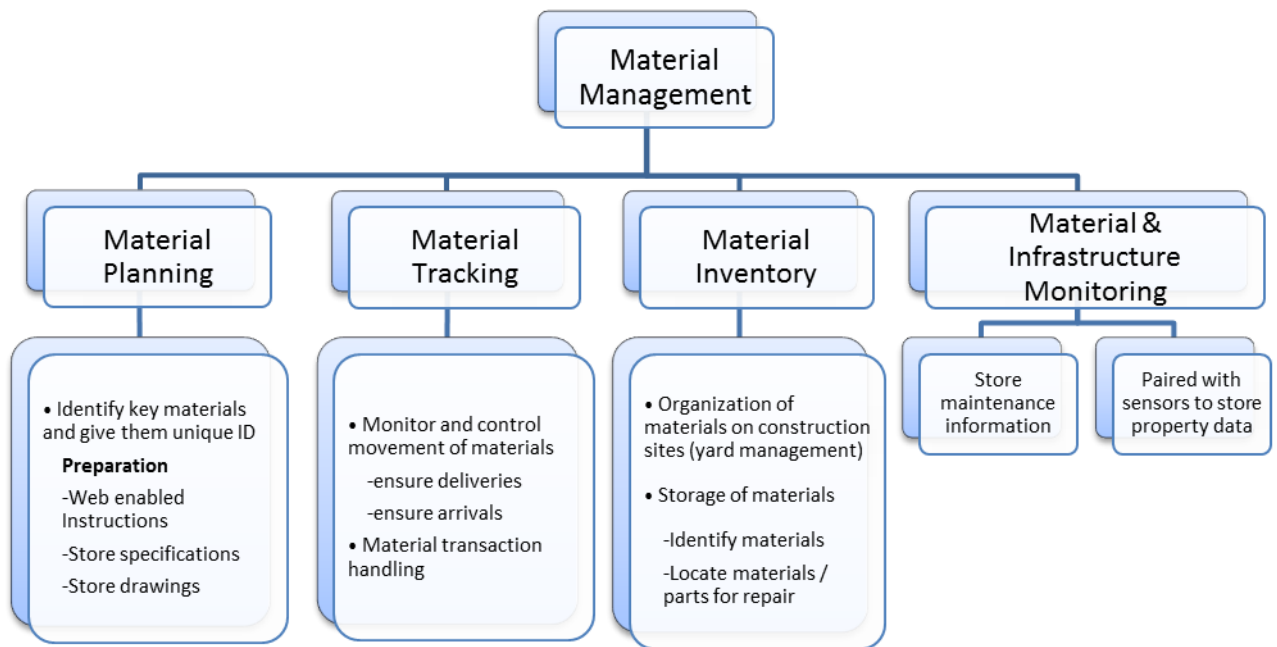 Material
Management
Material
Planning
Material
Tracking
Material
Inventory
Material &
Infrastructure
Monitoring
• Identify key materials
and give them unique ID
Preparation
-Web enabled
Instructions
-Store specifications
-Store drawings
• Monitor and control
movement of materials
-ensure deliveries
-ensure arrivals
• Material transaction
handling
• Organization of
materials on construction
sites (yard management)
• Storage of materials
-Identify materials
-Locate materials /
parts for repair
Store
maintenance
information
Paired with
sensors to store
property data